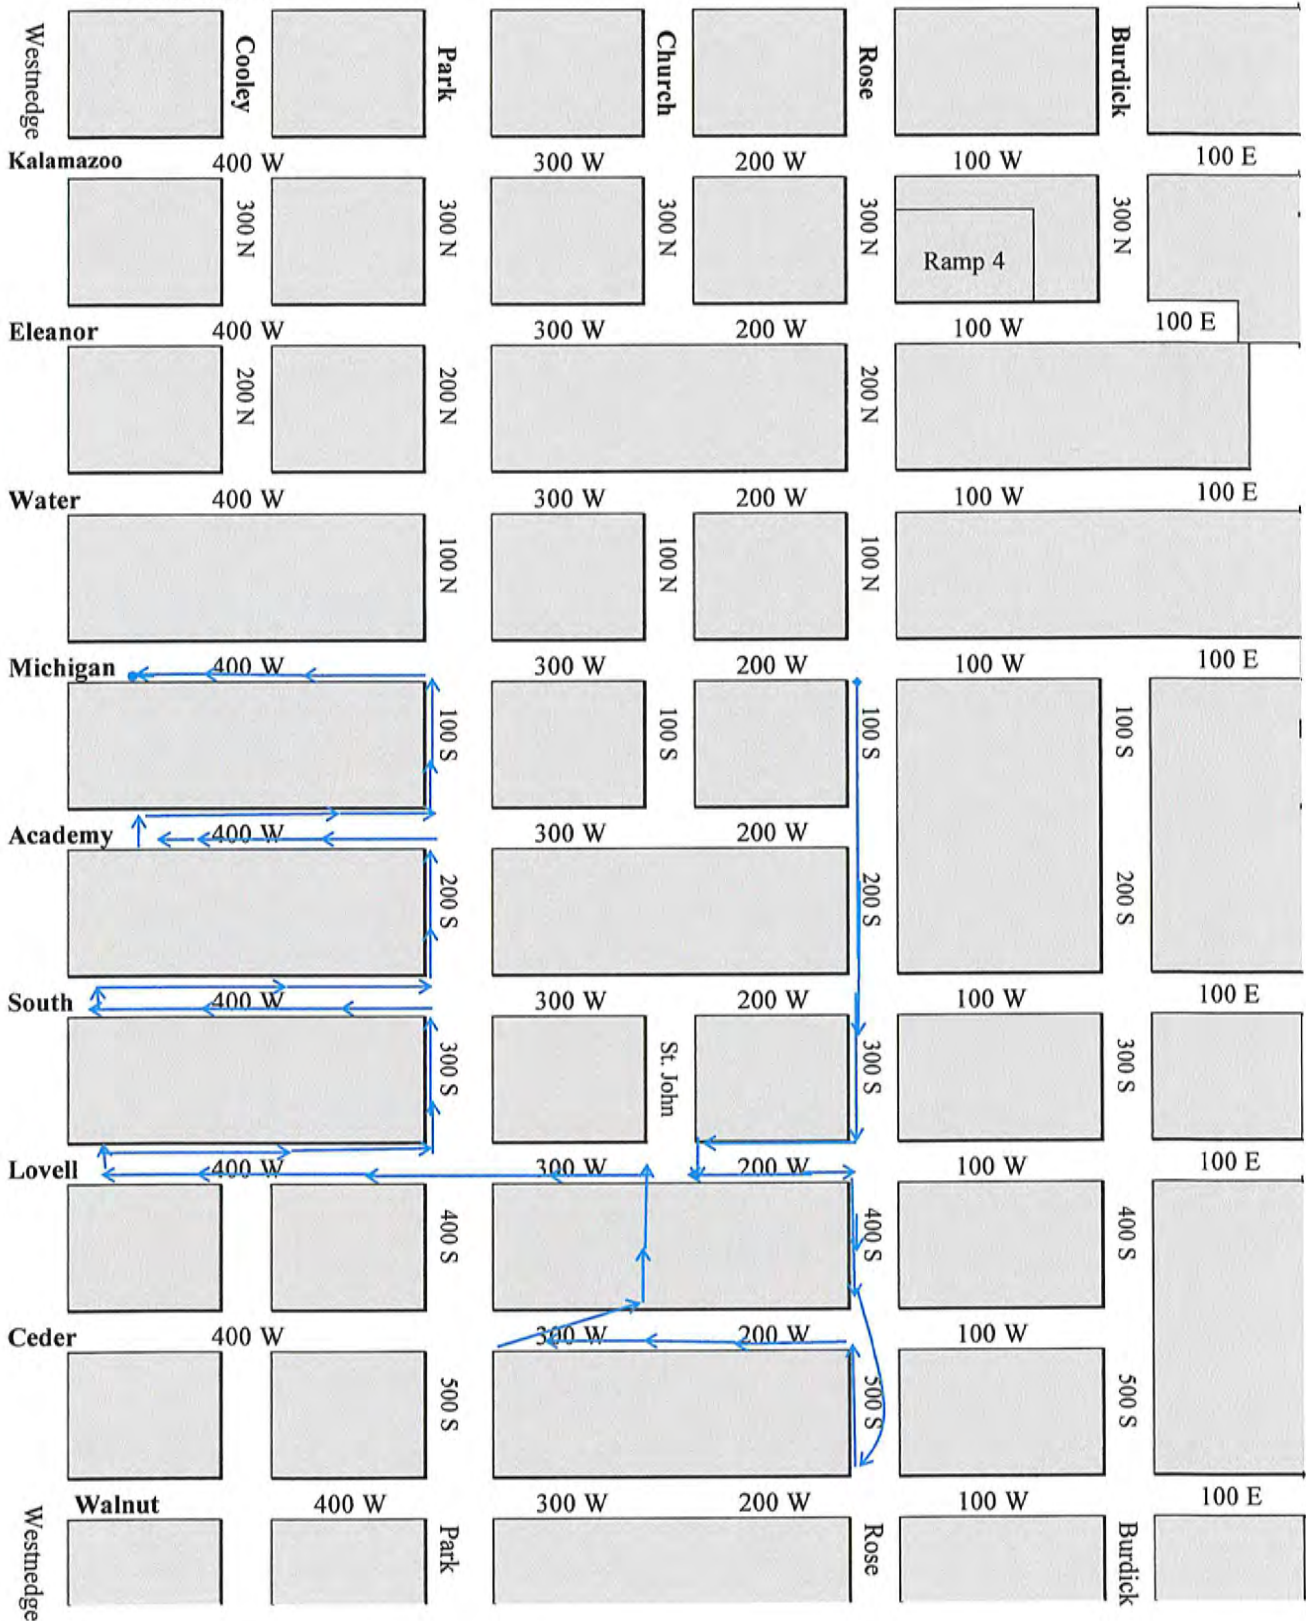 Westnedge
Cooley
Park
Church
Rose
Burdick
Kalamazoo 400 W 300 W 200 W 100 W 100 E
300 N 300 N 300 N 300 N 300 N
Ramp 4
100 E
Eleanor 400 W 300 W 200 W 100 W
200 N 200 N 200 N
Water 400 W 300 W 200 W 100 W 100 E
100 N 100 N 100 N
Michigan 400 W 300 W 200 W 100 W 100 E
100 S 100 S 100 S 100 S
Academy 400 W 300 W 200 W
200 S 200 S 200 S
South 400 W 300 W 200 W 100 W 100 E
300 S St. John 300 S 300 S
Lovell 400 W 300 W 200 W 100 W 100 E
400 S 400 S 400 S
Ceder 400 W 300 W 200 W 100 W
500 S 500 S 500 S
Walnut 400 W 300 W 200 W 100 W 100 E
Westnedge
Park
Rose
Burdick